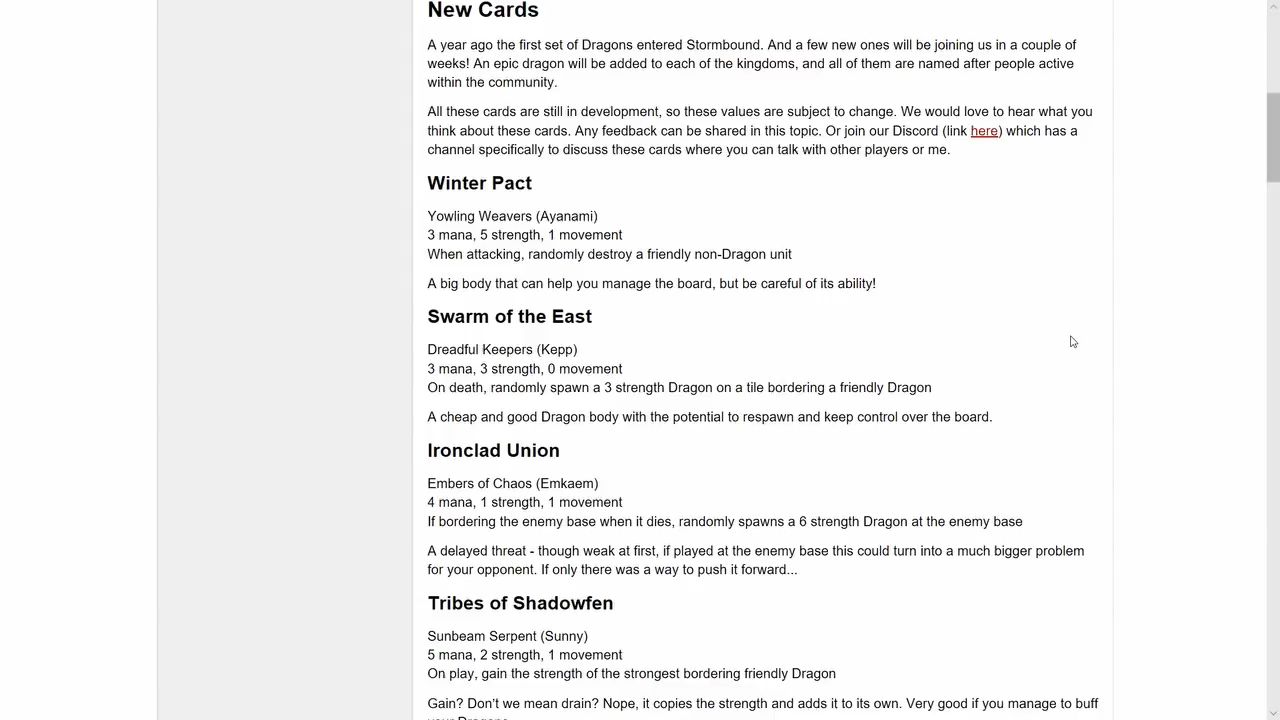 New Cards
A year ago the first set of Dragons entered Stormbound. And a few new ones will be joining us in a couple of
weeks! An epic dragon will be added to each of the kingdoms, and all of them are named after people active
within the community.
All these cards are still in development, so these values are subject to change. We would love to hear what you
think about these cards. Any feedback can be shared in this topic. Or join our Discord (link here) which has a
channel specifically to discuss these cards where you can talk with other players or me.
Winter Pact
Yowling Weavers (Ayanami)
3 mana, 5 strength, 1 movement
When attacking, randomly destroy a friendly non-Dragon unit
A big body that can help you manage the board, but be careful of its ability!
Swarm of the East
Dreadful Keepers (Kepp)
3 mana, 3 strength, 0 movement
On death, randomly spawn a 3 strength Dragon on a tile bordering a friendly Dragon
A cheap and good Dragon body with the potential to respawn and keep control over the board.
Ironclad Union
Embers of Chaos (Emkaem)
4 mana, 1 strength, 1 movement
If bordering the enemy base when it dies, randomly spawns a 6 strength Dragon at the enemy base
A delayed threat - though weak at first, if played at the enemy base this could turn into a much bigger problem
for your opponent. If only there was a way to push it forward...
Tribes of Shadowfen
Sunbeam Serpent (Sunny)
5 mana, 2 strength, 1 movement
On play, gain the strength of the strongest bordering friendly Dragon
Gain? Don't we mean drain? Nope, it copies the strength and adds it to its own. Very good if you manage to buff
your Dragons